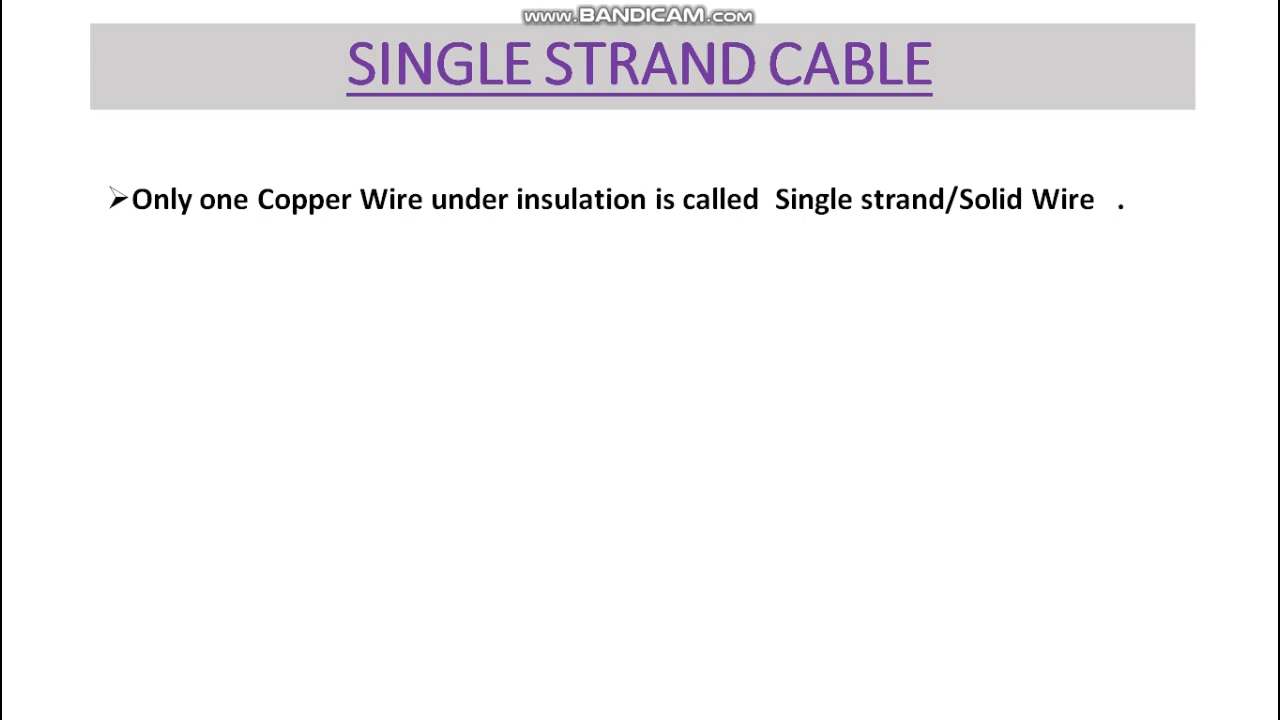 www.BANDICAM.com
SINGLE STRAND CABLE
➢Only one Copper Wire under insulation is called Single strand/Solid Wire .